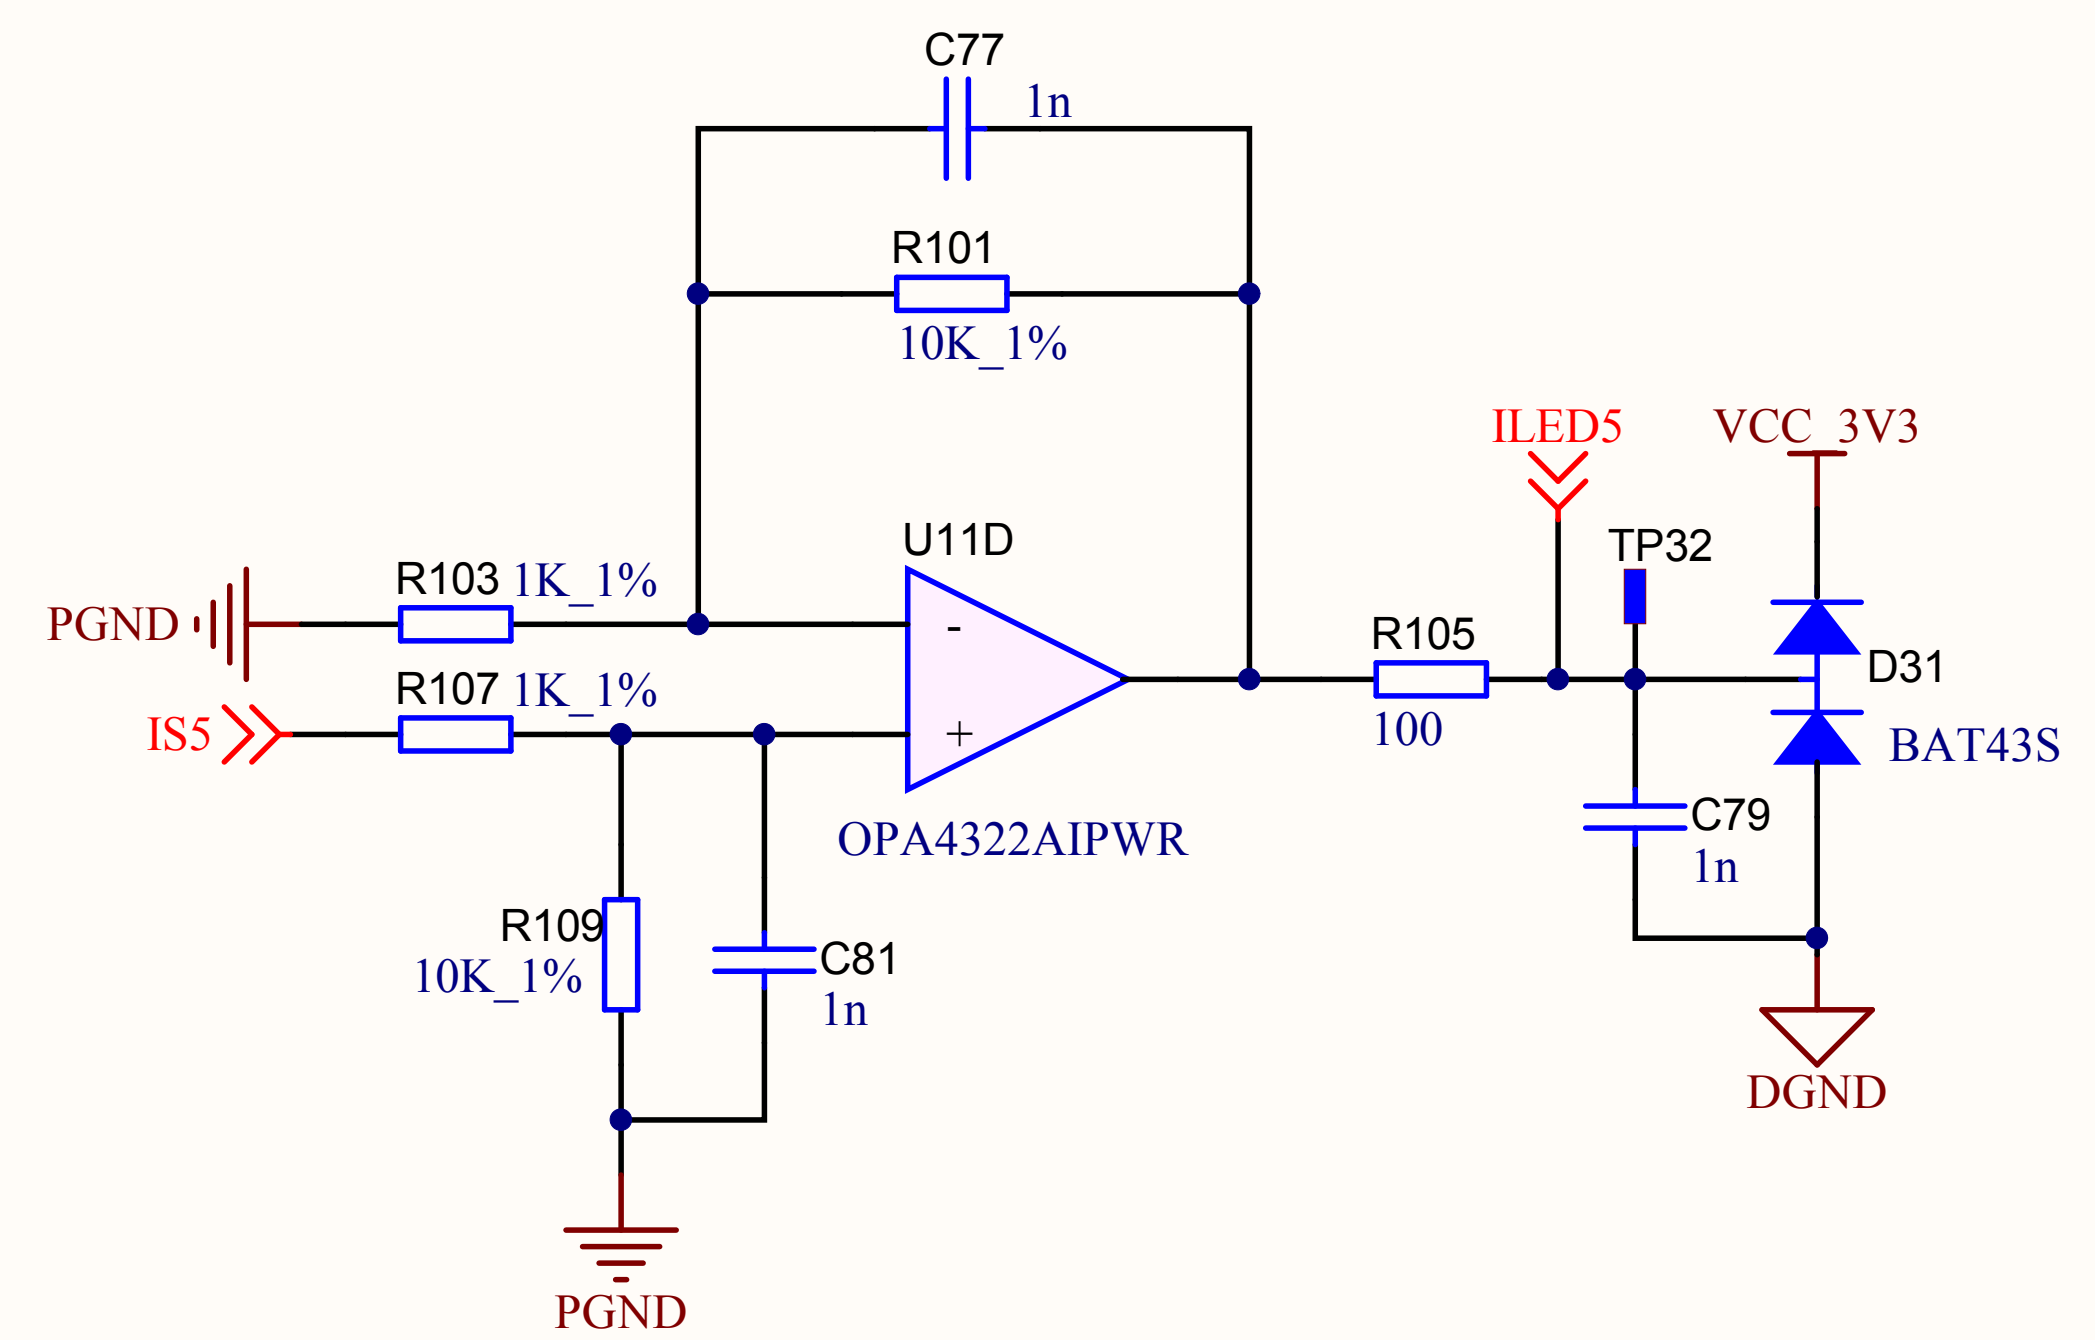 C77
1n
R101
10K_1%
ILED5
VCC_3V3
U11D
TP32
R103 1K_1%
PGND
-
R105
D31
R107 1K_1%
IS5
+
100
BAT43S
OPA4322AIPWR
C79
1n
R109
10K_1%
C81
1n
DGND
PGND